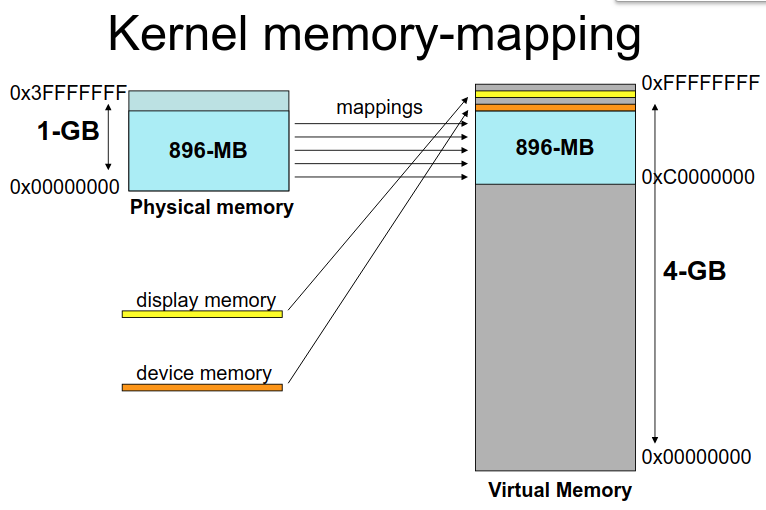 Kernel memory-mapping
0x3FFFFFFF
1-GB
0x00000000
896-MB
Physical memory
mappings
display memory
device memory
0xFFFFFFFF
896-MB
0xC0000000
4-GB
0x00000000
Virtual Memory